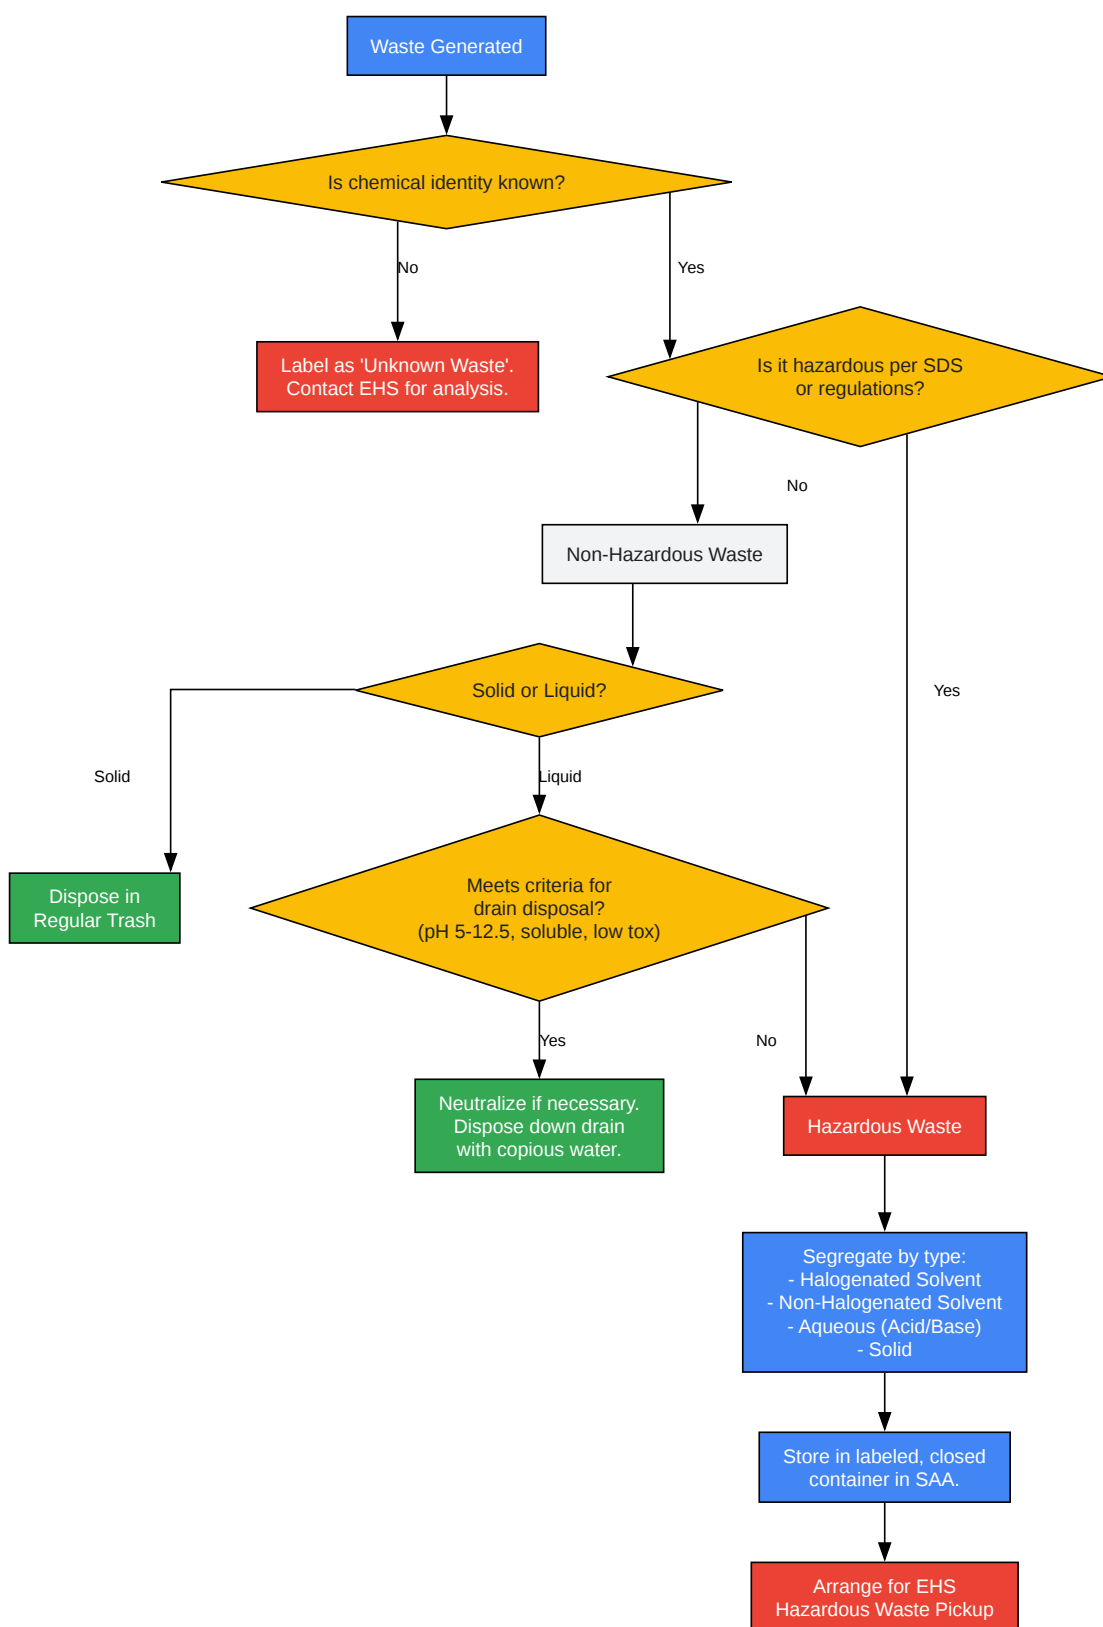 Waste Generated
Is chemical identity known?
No
Yes
Label as 'Unknown Waste'.
Contact EHS for analysis.
Is it hazardous per SDS
or regulations?
No
Non-Hazardous Waste
Solid or Liquid?
Yes
Solid
Liquid
Meets criteria for
drain disposal?
(pH 5-12.5, soluble, low tox)
Dispose in
Regular Trash
Yes
No
Neutralize if necessary.
Dispose down drain
with copious water.
Hazardous Waste
Segregate by type:
- Halogenated Solvent
- Non-Halogenated Solvent
- Aqueous (Acid/Base)
- Solid
Store in labeled, closed
container in SAA.
Arrange for EHS
Hazardous Waste Pickup